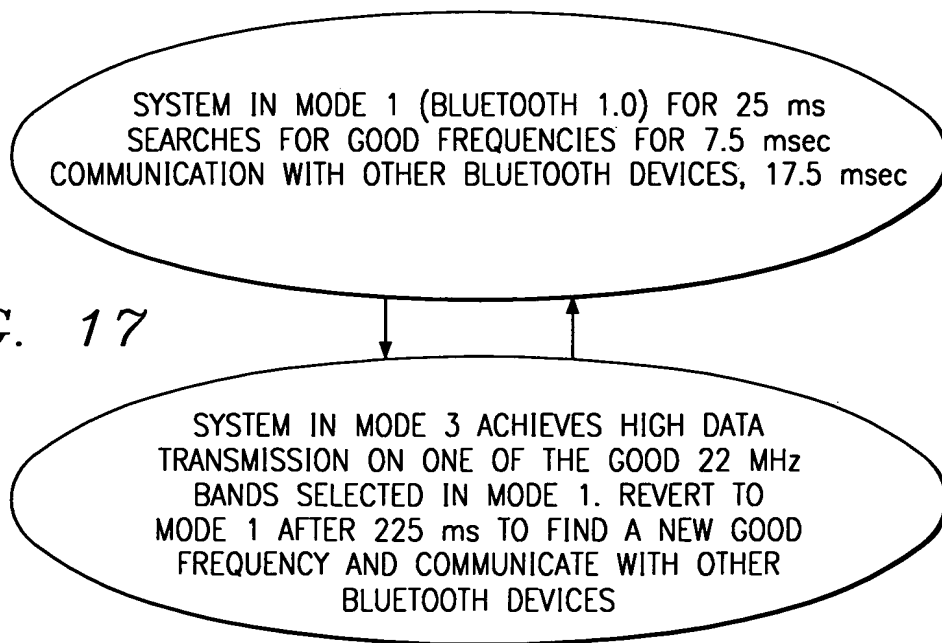 SYSTEM IN MODE 1 (BLUETOOTH 1.0) FOR 25 ms
SEARCHES FOR GOOD FREQUENCIES FOR 7.5 msec
COMMUNICATION WITH OTHER BLUETOOTH DEVICES, 17.5 msec
G. 17
SYSTEM IN MODE 3 ACHIEVES HIGH DATA
TRANSMISSION ON ONE OF THE GOOD 22 MHz
BANDS SELECTED IN MODE 1. REVERT TO
MODE 1 AFTER 225 ms TO FIND A NEW GOOD
FREQUENCY AND COMMUNICATE WITH OTHER
BLUETOOTH DEVICES